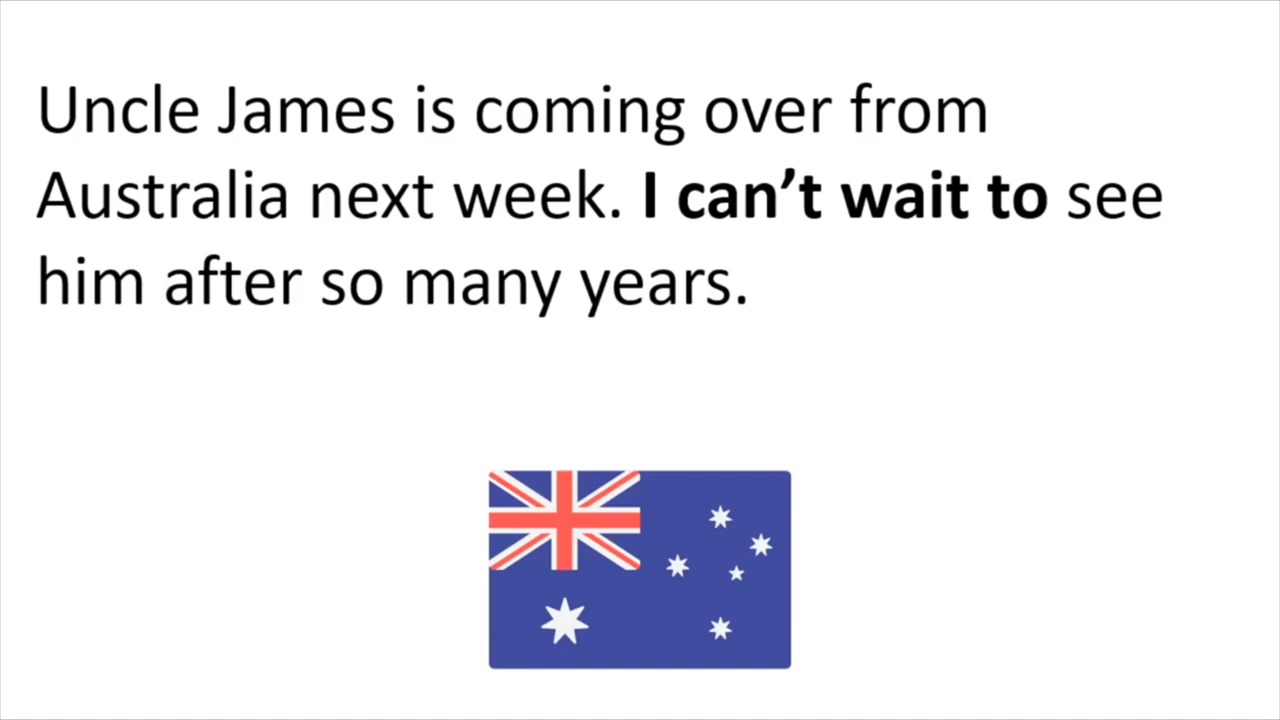 Uncle James is coming over from
Australia next week. I can’t wait to see
him after so many years.